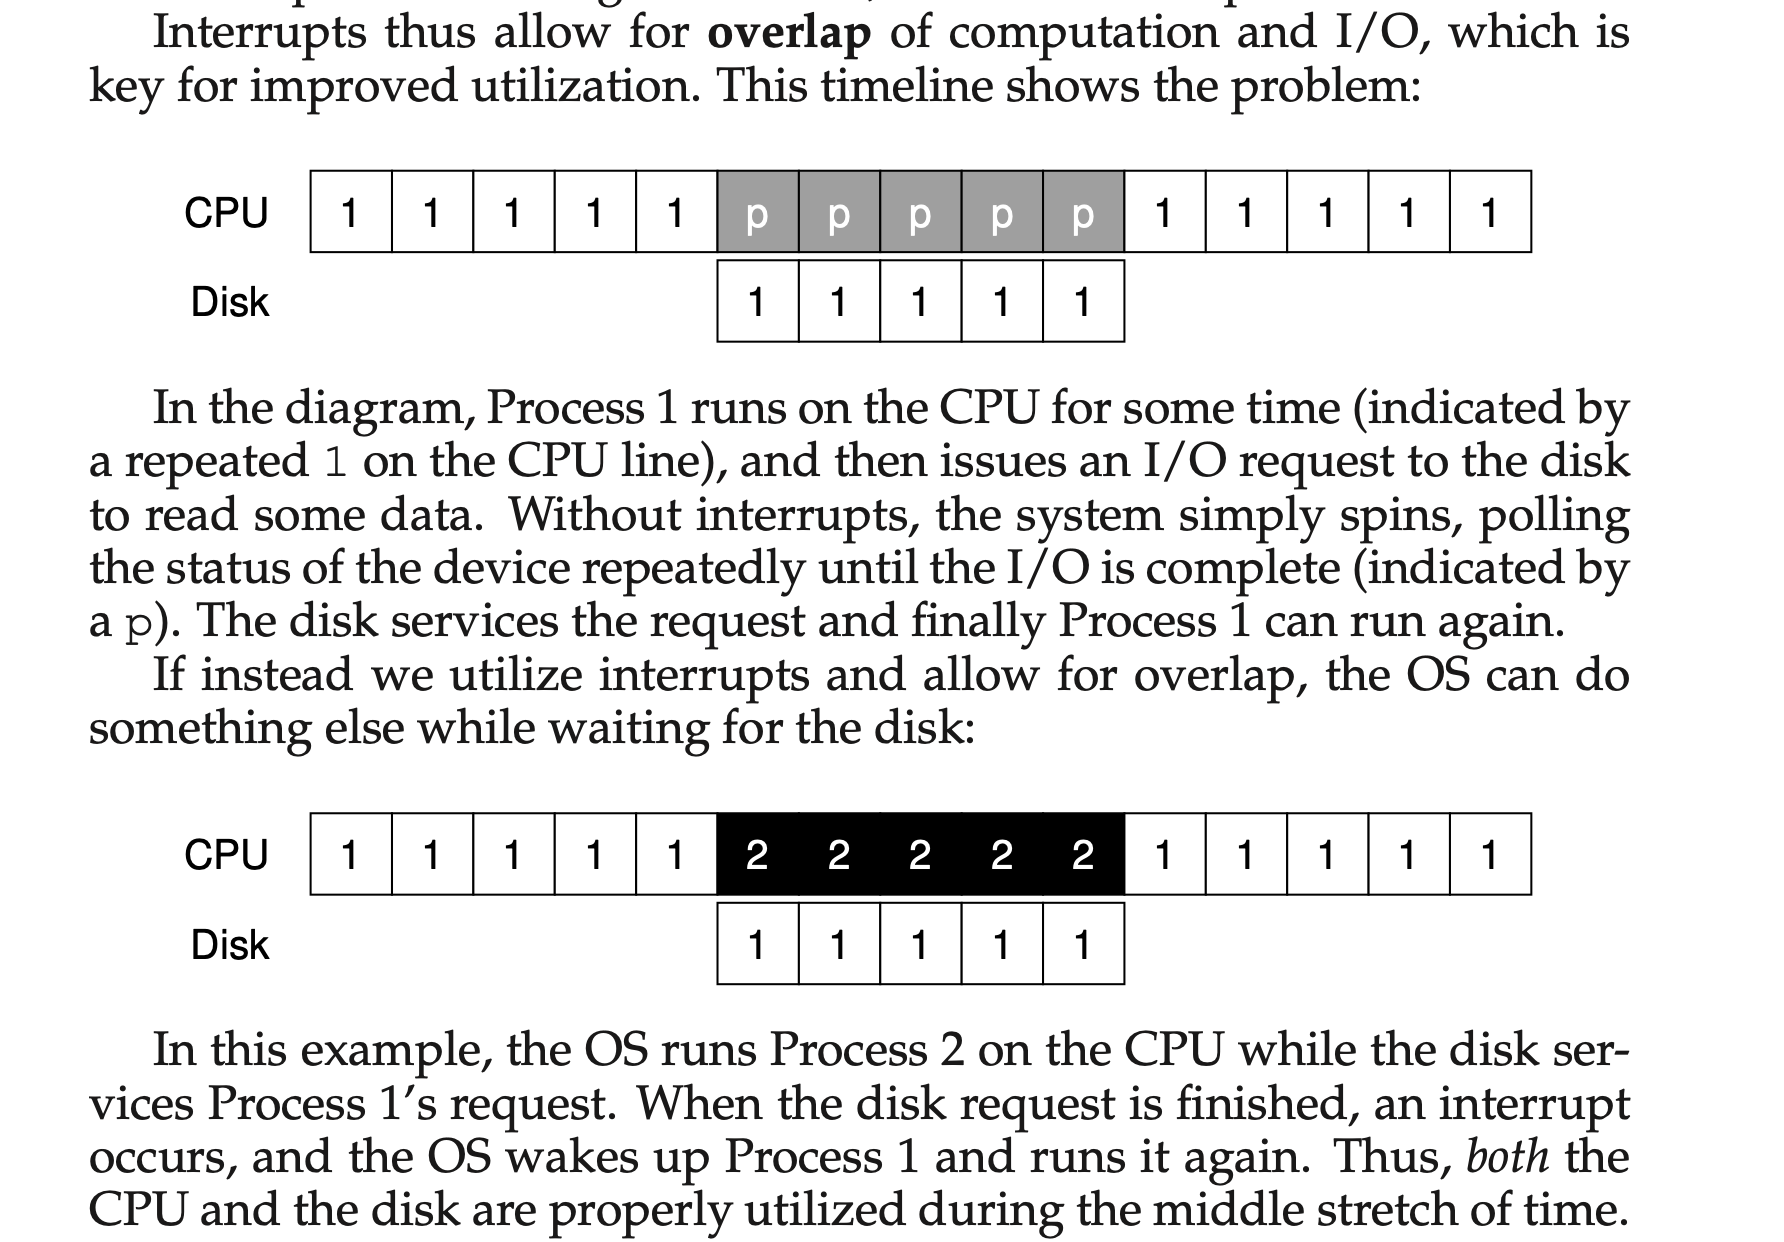 Interrupts thus allow for overlap of computation and I/O, which is
key for improved utilization. This timeline shows the problem:
CPU 1 1 1 1 1 p p p p p 1 1 1 1 1
Disk 1 1 1 1 1
In the diagram, Process 1 runs on the CPU for some time (indicated by
a repeated 1 on the CPU line), and then issues an I/O request to the disk
to read some data. Without interrupts, the system simply spins, polling
the status of the device repeatedly until the I/O is complete (indicated by
a p). The disk services the request and finally Process 1 can run again.
If instead we utilize interrupts and allow for overlap, the OS can do
something else while waiting for the disk:
CPU 1 1 1 1 1 2 2 2 2 2 1 1 1 1 1
Disk 1 1 1 1 1
In this example, the OS runs Process 2 on the CPU while the disk ser-
vices Process 1’s request. When the disk request is finished, an interrupt
occurs, and the OS wakes up Process 1 and runs it again. Thus, both the
CPU and the disk are properly utilized during the middle stretch of time.